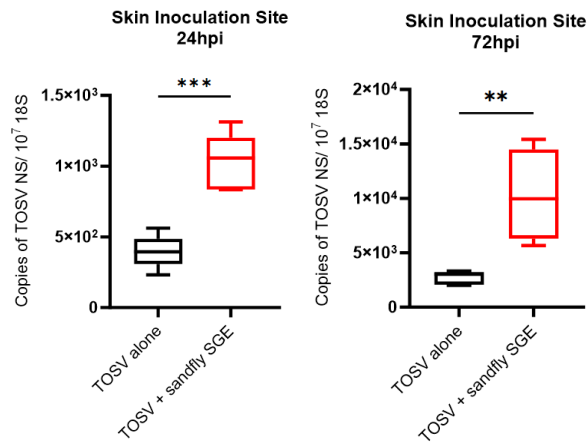 Skin Inoculation Site
24hpi
Copies of TOSV NS/ 10⁷ 18S
1.5×10³
1×10³
5×10²
0
***
TOSV alone
TOSV + sandfly SGE
Skin Inoculation Site
72hpi
Copies of TOSV NS/ 10⁷ 18S
2×10⁴
1.5×10⁴
1×10⁴
5×10³
0
**
TOSV alone
TOSV + sandfly SGE